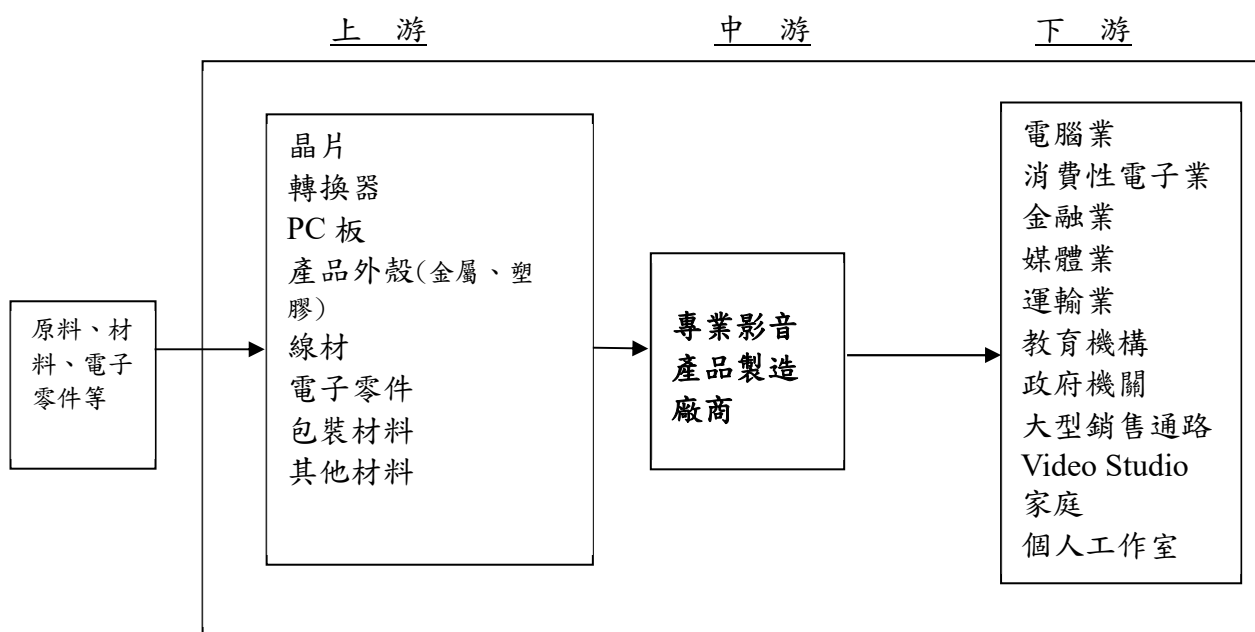 上 游
中 游
下 游
原料、材
料、電子
零件等
晶片
轉換器
PC 板
產品外殼(金屬、塑
膠)
線材
電子零件
包裝材料
其他材料
專業影音
產品製造
廠商
電腦業
消費性電子業
金融業
媒體業
運輸業
教育機構
政府機關
大型銷售通路
Video Studio
家庭
個人工作室